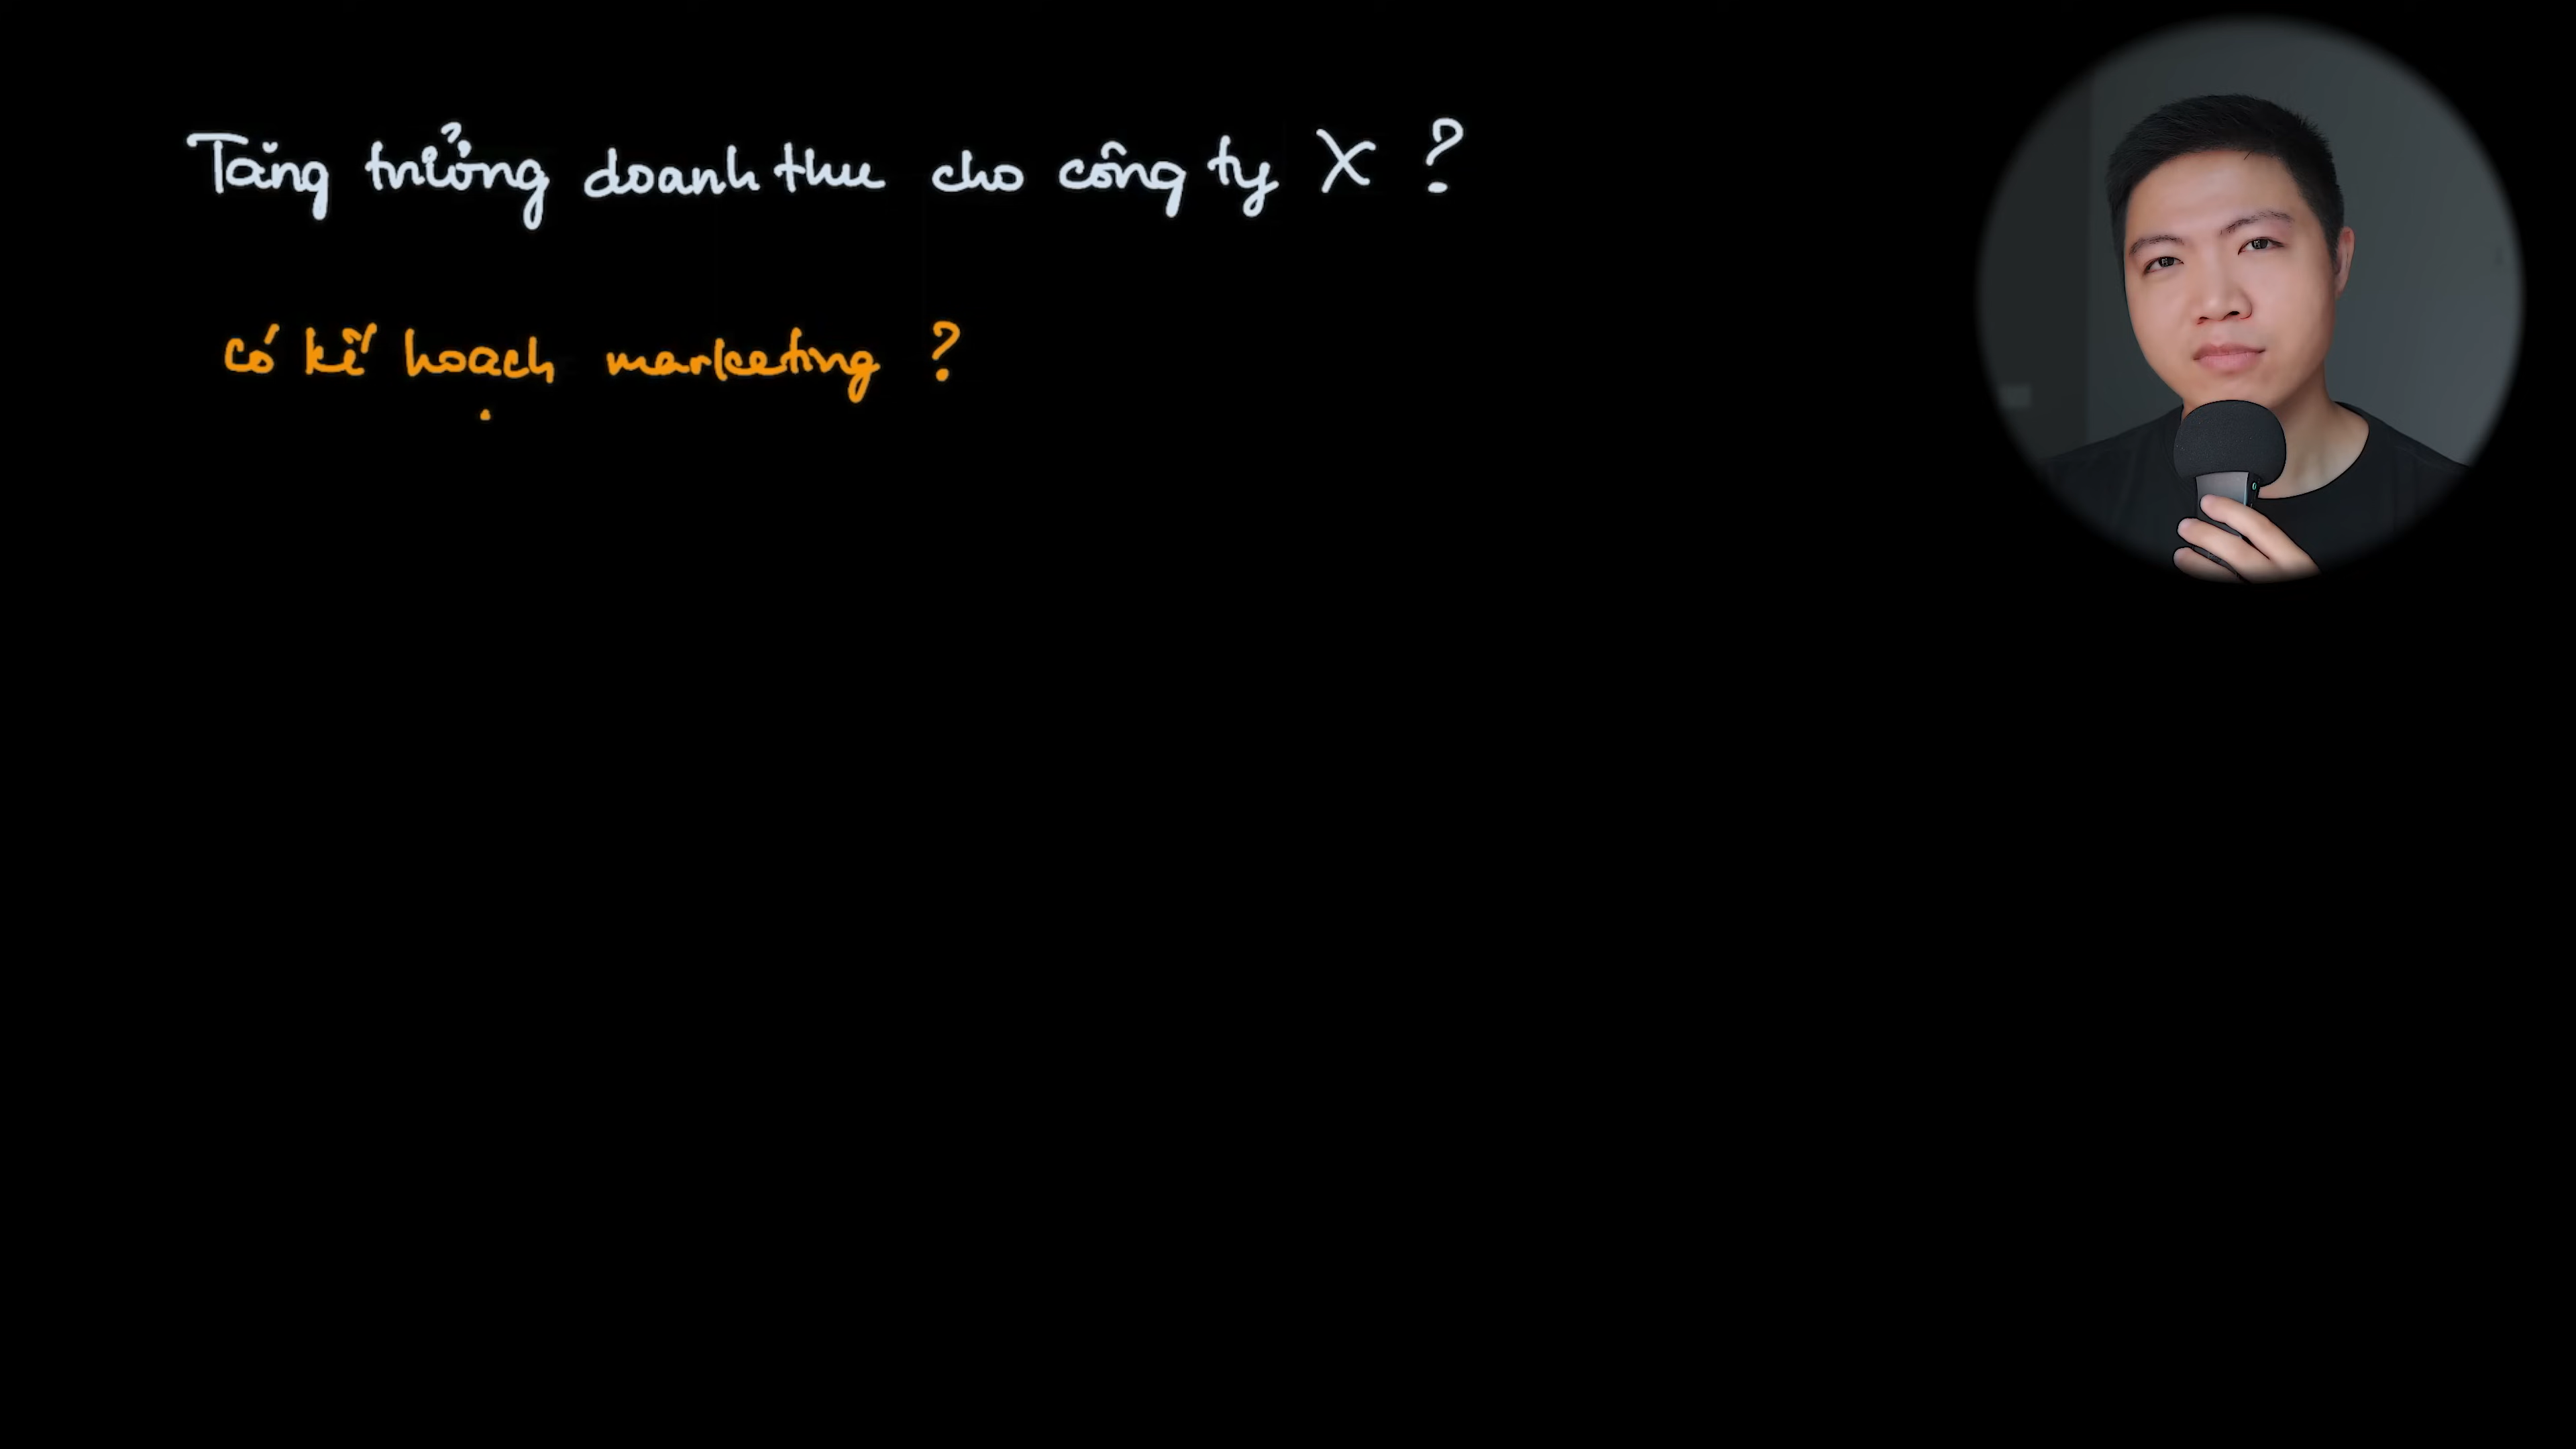 Tăng trưởng doanh thu cho công ty X ?
có kế hoạch marketing ?